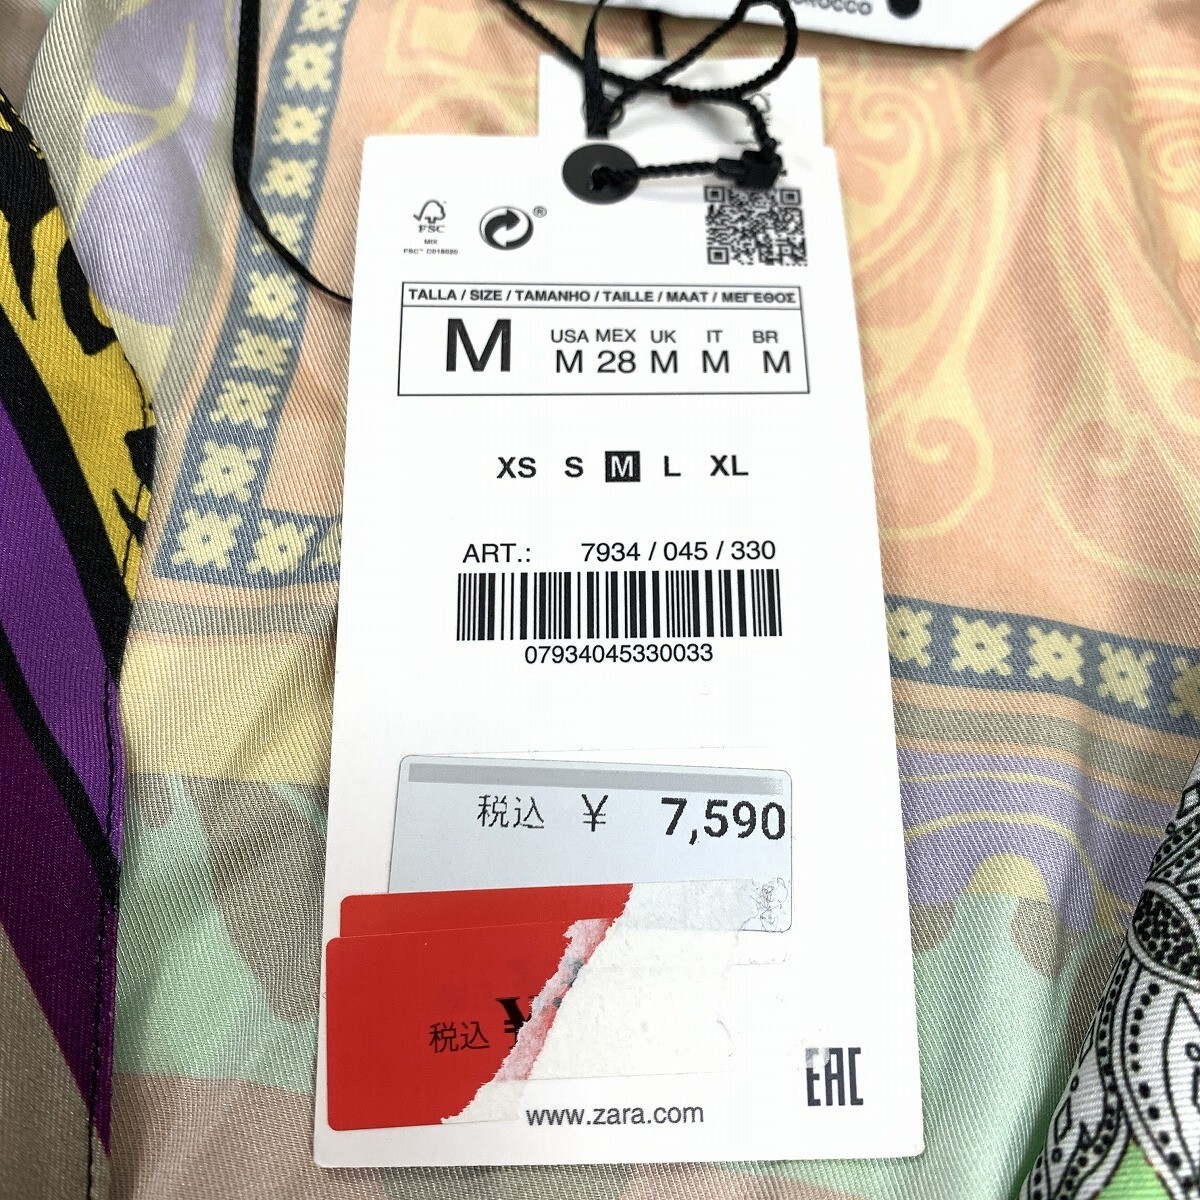 FSC
MIX
®
TALLA / SIZE / TAMANHO / TAILLE / MAAT / ΜΕΓΕΘΟΣ
M
USA MEX UK IT BR
M 28 M M M
XS S M L XL
ART.: 7934 / 045 / 330
07934045330033
税込 ¥ 7,590
税込 ¥
www.zara.com
EAC